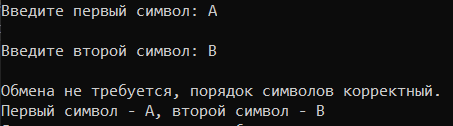 Введите первый символ: A
Введите второй символ: B
Обмена не требуется, порядок символов корректный.
Первый символ - A, второй символ - B